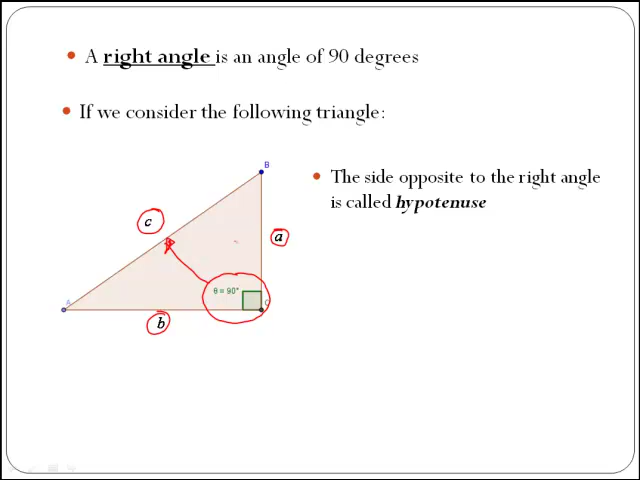 A right angle is an angle of 90 degrees
If we consider the following triangle:
B
The side opposite to the right angle
is called hypotenuse
c
a
θ = 90°
A
C
b